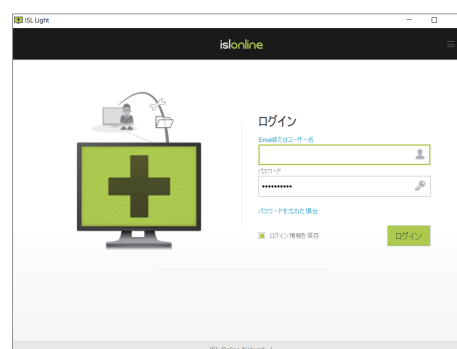 ISL Light
islonline
ログイン
Emailまたはユーザー名
パスワード
••••••••••
パスワードを忘れた場合
ログイン情報を保存
ログイン